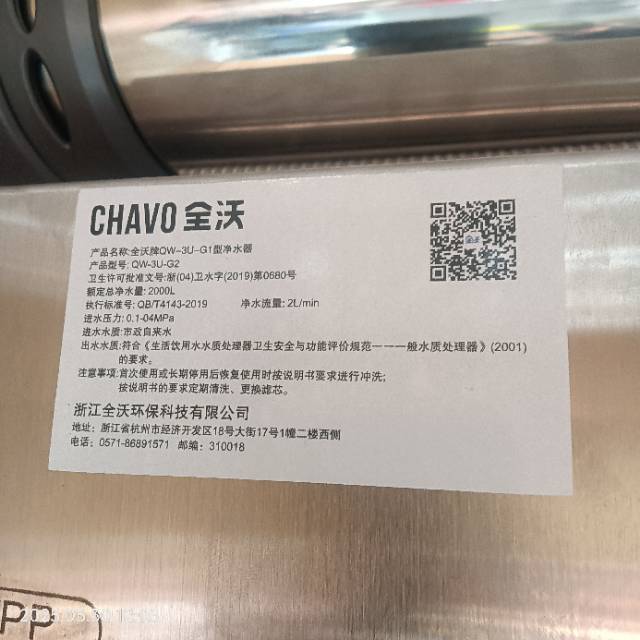 CHAVO 全沃
产品名称:全沃牌QW-3U-G1型净水器
产品型号: QW-3U-G2
卫生许可批准文号:浙(04)卫水字(2019)第0680号
额定总净水量: 2000L
执行标准号: QB/T4143-2019 净水流量: 2L/min
进水压力: 0.1-04MPa
进水水质: 市政自来水
出水水质:符合《生活饮用水水质处理器卫生安全与功能评价规范一一一般水质处理器》(2001)
的要求。
注意事项:首次使用或长期停用后恢复使用时按说明书要求进行冲洗;
按说明书的要求定期清洗、更换滤芯。
浙江全沃环保科技有限公司
地址: 浙江省杭州市经济开发区18号大街17号1幢二楼西侧
电话: 0571-86891571 邮编: 310018
PP